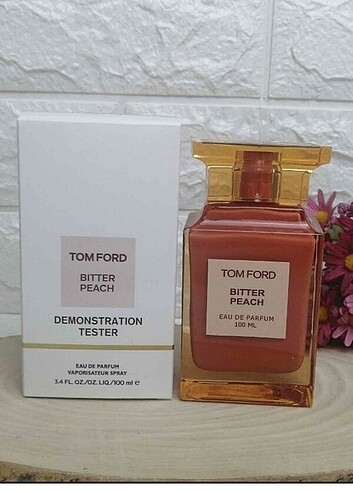 TOM FORD
BITTER
PEACH
DEMONSTRATION
TESTER
EAU DE PARFUM
VAPORISATEUR SPRAY
3.4 FL. OZ./OZ. LIQ/100 ml e
TOM FORD
BITTER
PEACH
EAU DE PARFUM
100 ML